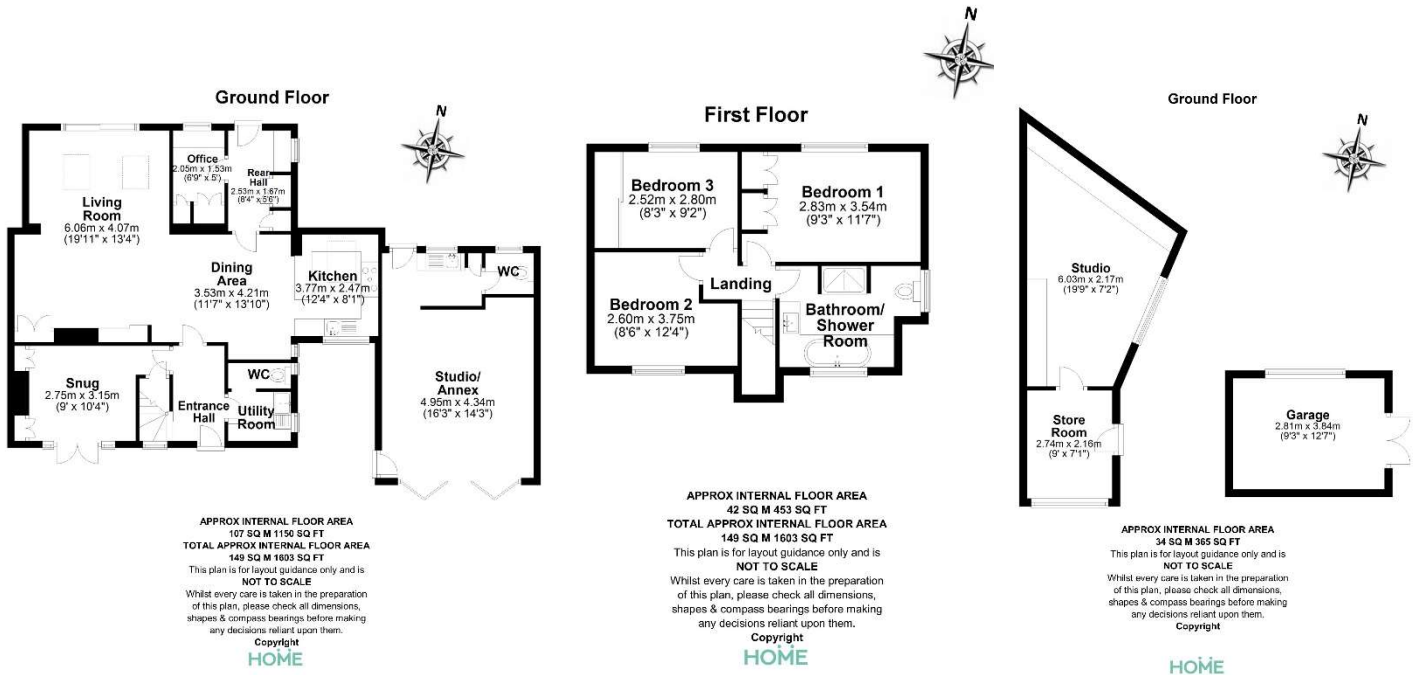 Ground Floor
N
Office
2.05m x 1.53m
(6'9" x 5')
Rear
Hall
2.53m x 1.67m
(8'4" x 5'6")
Living
Room
6.06m x 4.07m
(19'11" x 13'4")
Dining
Area
3.53m x 4.21m
(11'7" x 13'10")
Kitchen
3.77m x 2.47m
(12'4" x 8'1")
WC
Snug
2.75m x 3.15m
(9' x 10'4")
WC
Entrance
Hall
Utility
Room
Studio/
Annex
4.95m x 4.34m
(16'3" x 14'3")
APPROX INTERNAL FLOOR AREA
107 SQ M 1150 SQ FT
TOTAL APPROX INTERNAL FLOOR AREA
149 SQ M 1603 SQ FT
This plan is for layout guidance only and is
NOT TO SCALE
Whilst every care is taken in the preparation
of this plan, please check all dimensions,
shapes & compass bearings before making
any decisions reliant upon them.
Copyright
HOME
N
First Floor
Bedroom 3
2.52m x 2.80m
(8'3" x 9'2")
Bedroom 1
2.83m x 3.54m
(9'3" x 11'7")
Landing
Bedroom 2
2.60m x 3.75m
(8'6" x 12'4")
Bathroom/
Shower
Room
APPROX INTERNAL FLOOR AREA
42 SQ M 453 SQ FT
TOTAL APPROX INTERNAL FLOOR AREA
149 SQ M 1603 SQ FT
This plan is for layout guidance only and is
NOT TO SCALE
Whilst every care is taken in the preparation
of this plan, please check all dimensions,
shapes & compass bearings before making
any decisions reliant upon them.
Copyright
HOME
Ground Floor
N
Studio
6.03m x 2.17m
(19'9" x 7'2")
Store
Room
2.74m x 2.16m
(9' x 7'1")
Garage
2.81m x 3.84m
(9'3" x 12'7")
APPROX INTERNAL FLOOR AREA
34 SQ M 365 SQ FT
This plan is for layout guidance only and is
NOT TO SCALE
Whilst every care is taken in the preparation
of this plan, please check all dimensions,
shapes & compass bearings before making
any decisions reliant upon them.
Copyright
HOME